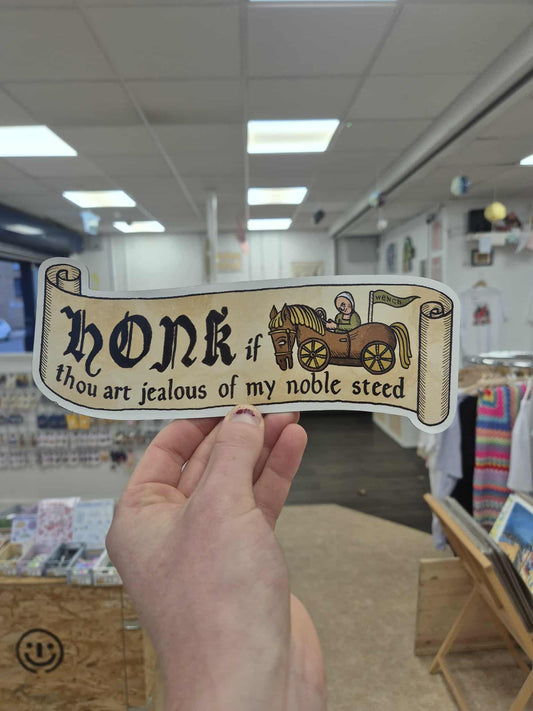 WENCH
Honk if
thou art jealous of my noble steed